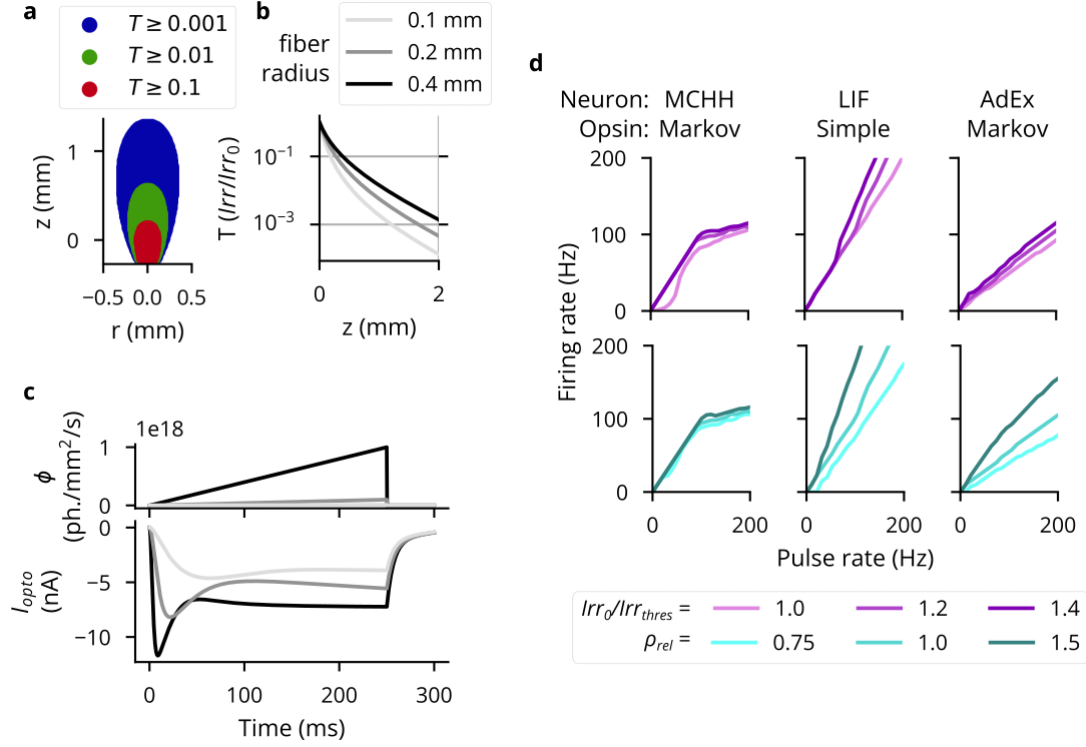 a
T ≥ 0.001
T ≥ 0.01
T ≥ 0.1
z (mm)
1
0
−0.5 0.0 0.5
r (mm)
b
fiber radius
0.1 mm
0.2 mm
0.4 mm
T (Irr/Irr₀)
10⁻¹
10⁻³
0 2
z (mm)
c
1e18
ϕ
(ph./mm²/s)
1
0
I_opto
(nA)
0
−5
−10
0 100 200 300
Time (ms)
d
Neuron: MCHH LIF AdEx
Opsin: Markov Simple Markov
Firing rate (Hz)
200
100
0
200
100
0
0 200 0 200 0 200
Pulse rate (Hz)
Irr₀/Irr_thres = 1.0 1.2 1.4
ρ_rel = 0.75 1.0 1.5